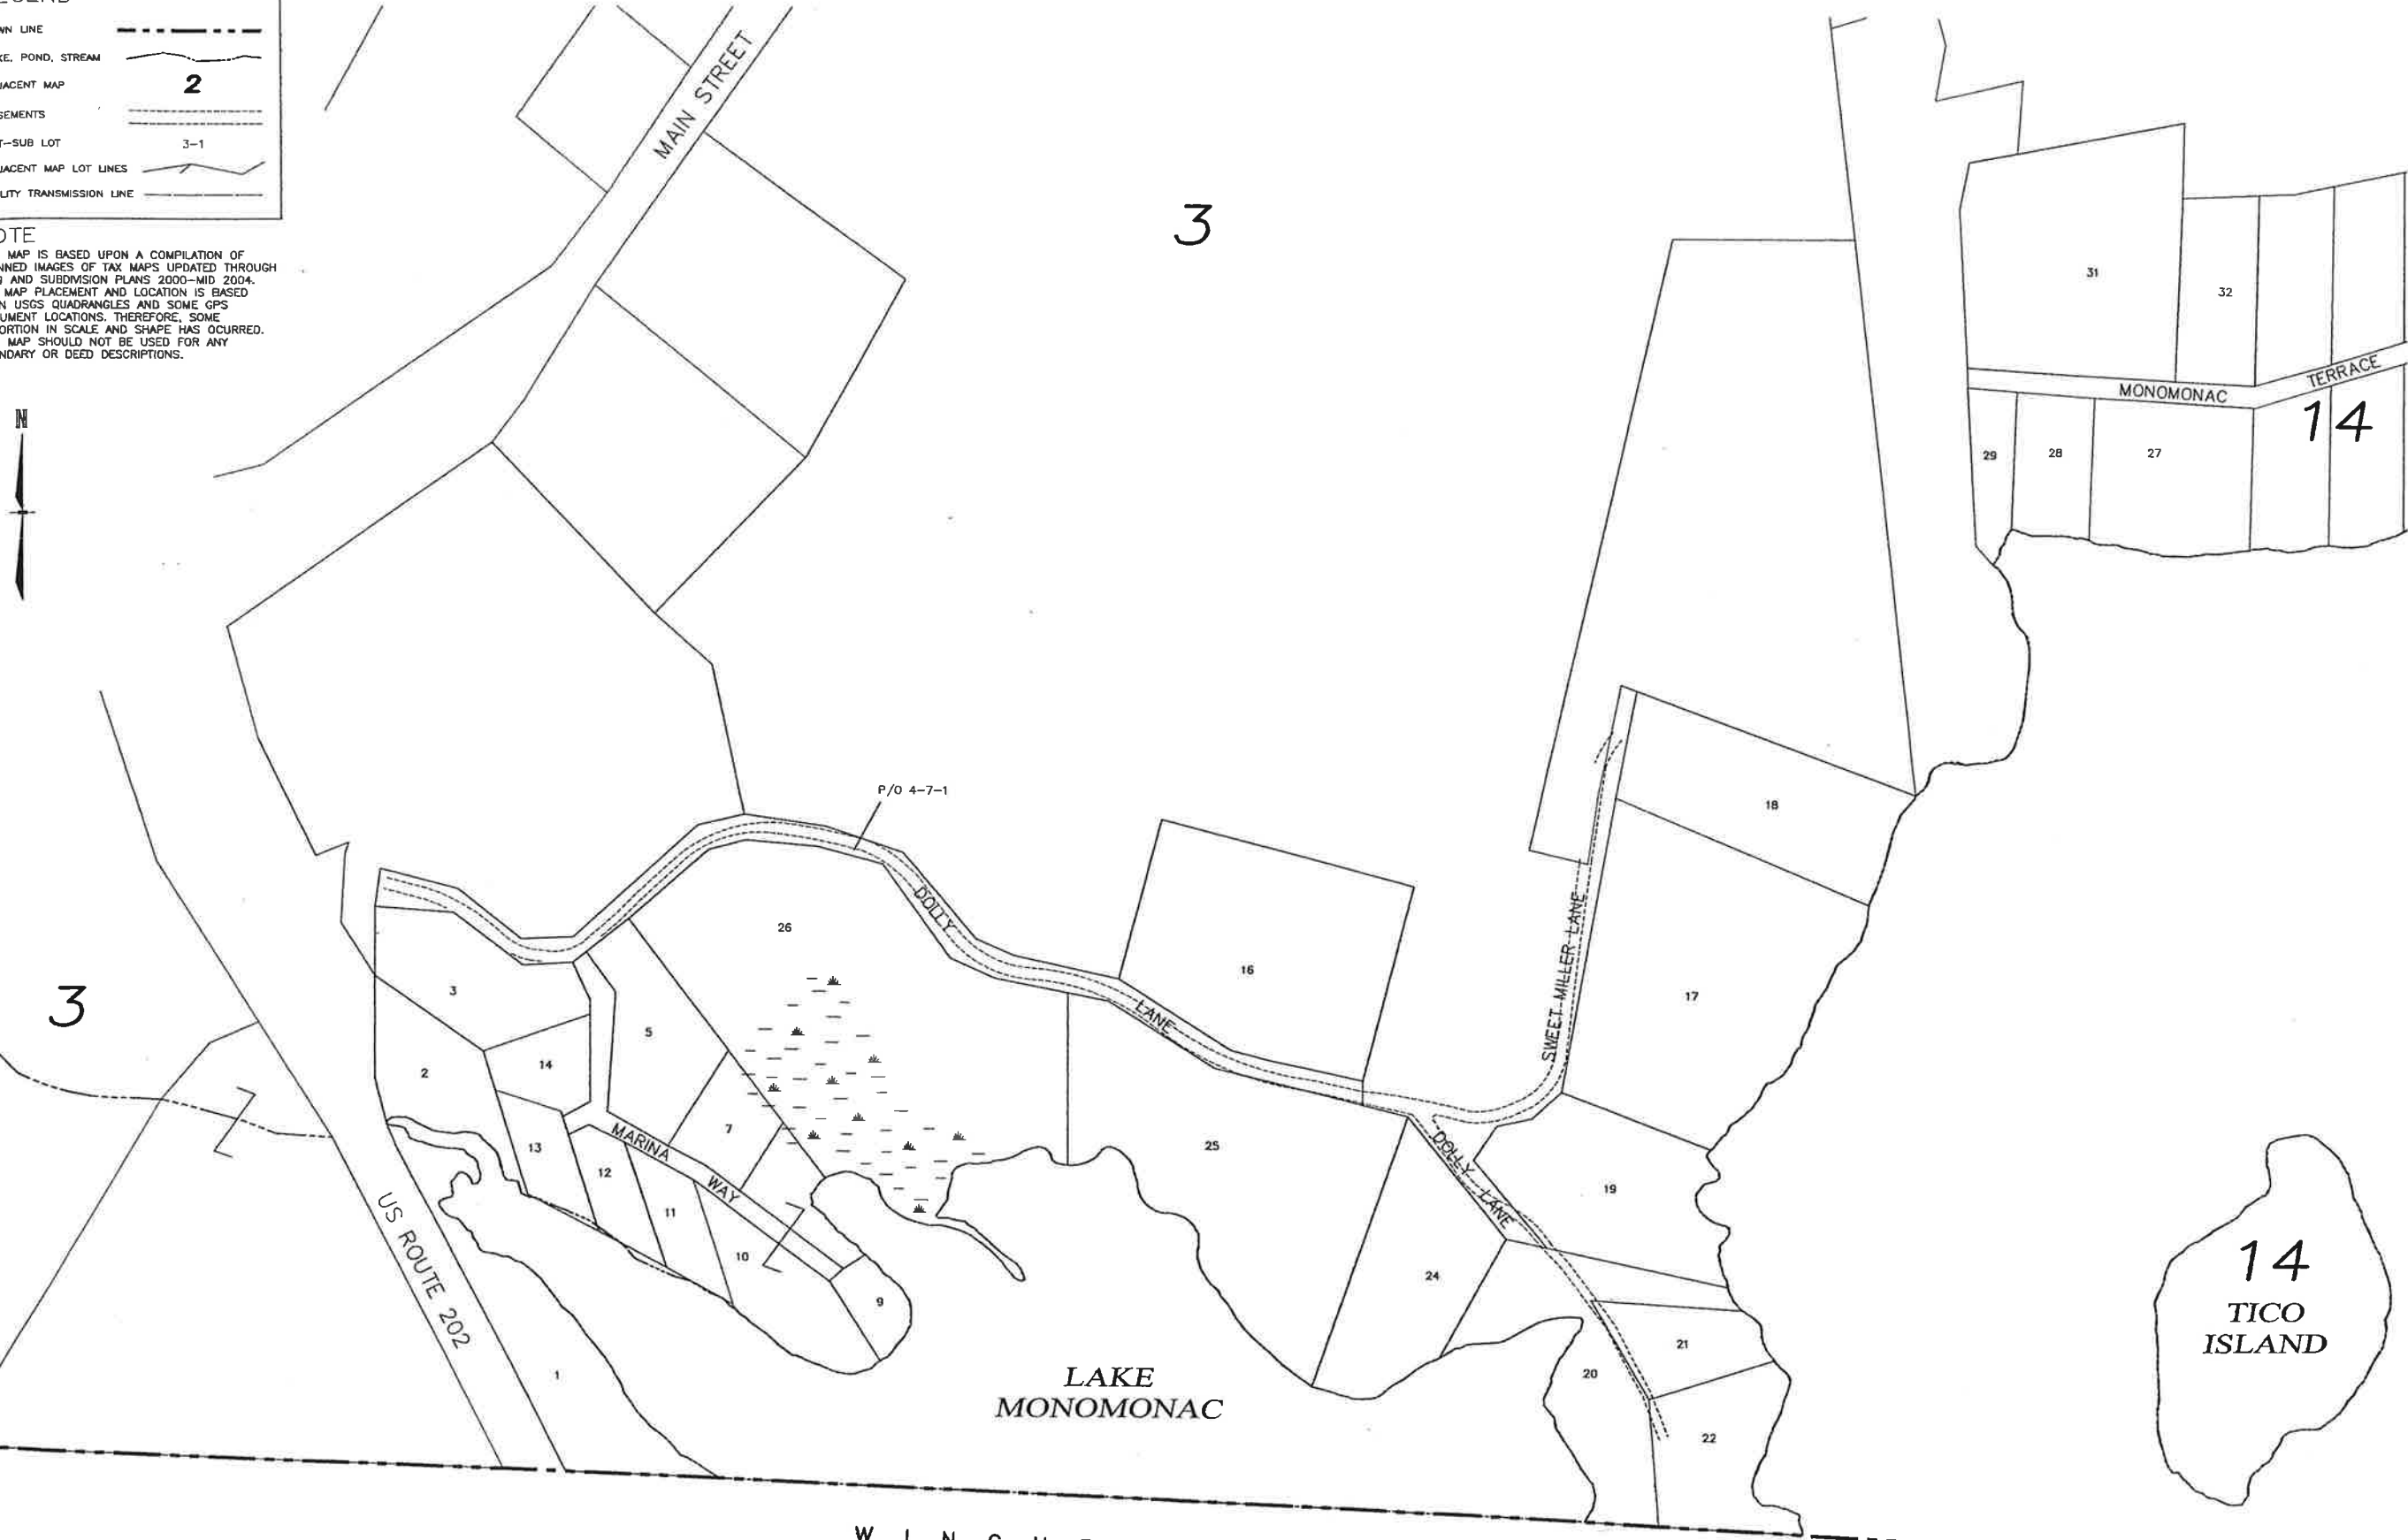 WN LINE
KE, POND, STREAM
JACENT MAP
2
SEMENTS
T-SUB LOT
3-1
JACENT MAP LOT LINES
LITY TRANSMISSION LINE
OTE
MAP IS BASED UPON A COMPILATION OF
NNED IMAGES OF TAX MAPS UPDATED THROUGH
AND SUBDIVISION PLANS 2000-MID 2004.
MAP PLACEMENT AND LOCATION IS BASED
N USGS QUADRANGLES AND SOME GPS
UMENT LOCATIONS. THEREFORE, SOME
ORTION IN SCALE AND SHAPE HAS OCURRED.
MAP SHOULD NOT BE USED FOR ANY
NDARY OR DEED DESCRIPTIONS.
N
MAIN STREET
3
31
32
MONOMONAC TERRACE
14
29
28
27
P/O 4-7-1
18
26
DOLLY LANE
16
SWEET MILLER LANE
17
3
3
5
2
14
13
12
MARINA WAY
7
11
10
9
25
DOLLY LANE
19
24
US ROUTE 202
1
LAKE
MONOMONAC
21
20
22
14
TICO
ISLAND
W I N C H